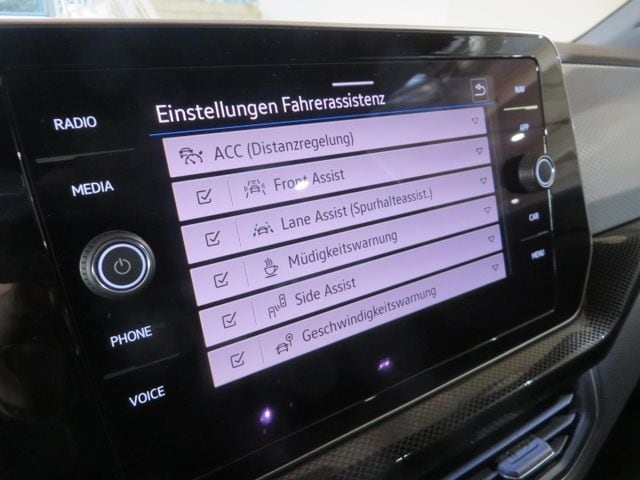 Einstellungen Fahrerassistenz
ACC (Distanzregelung)
Front Assist
Lane Assist (Spurhalteassist.)
Müdigkeitswarnung
Side Assist
Geschwindigkeitswarnung
RADIO
MEDIA
PHONE
VOICE
NAV
APP
CAR
MENU